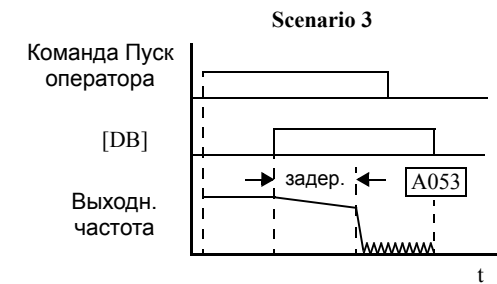 Scenario 3
Команда Пуск
оператора
[DB]
задер.
A053
Выходн.
частота
t